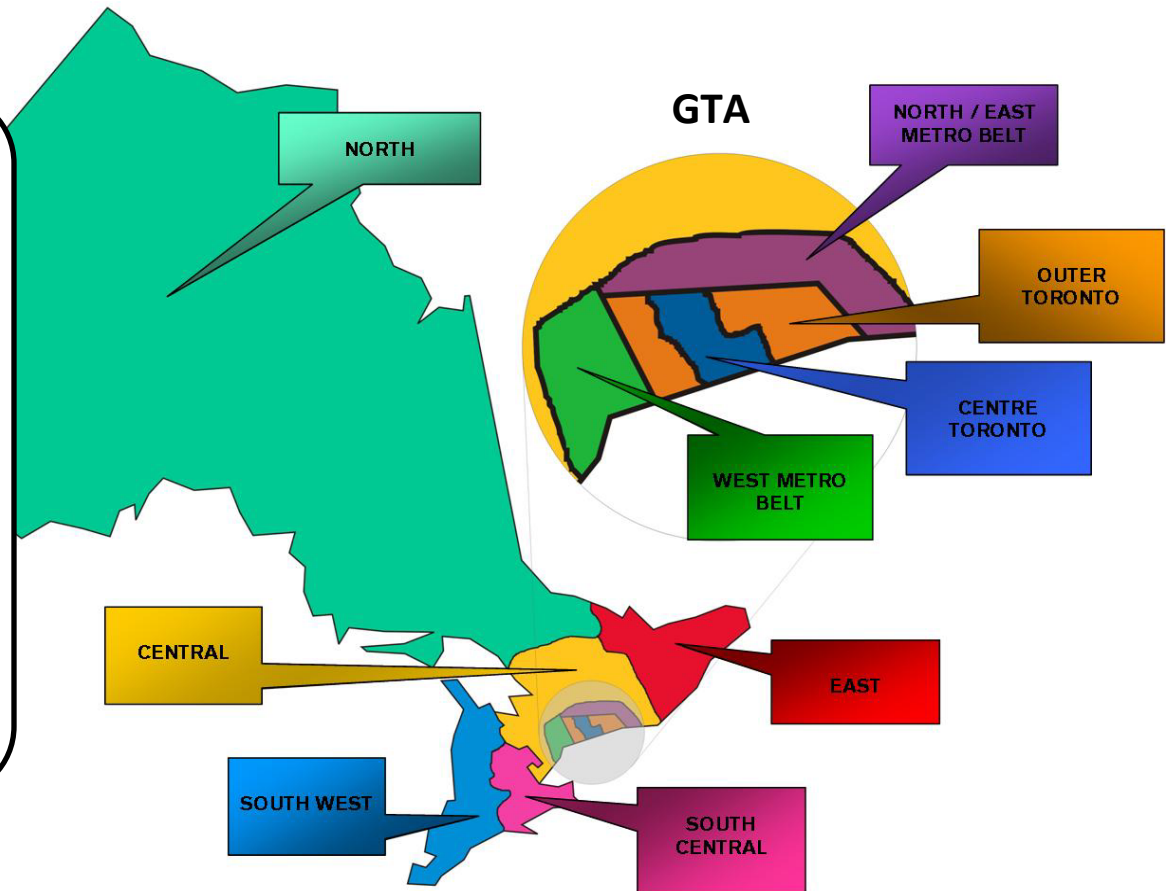 GTA
NORTH / EAST
METRO BELT
NORTH
OUTER
TORONTO
CENTRE
TORONTO
WEST METRO
BELT
CENTRAL
EAST
SOUTH WEST
SOUTH
CENTRAL